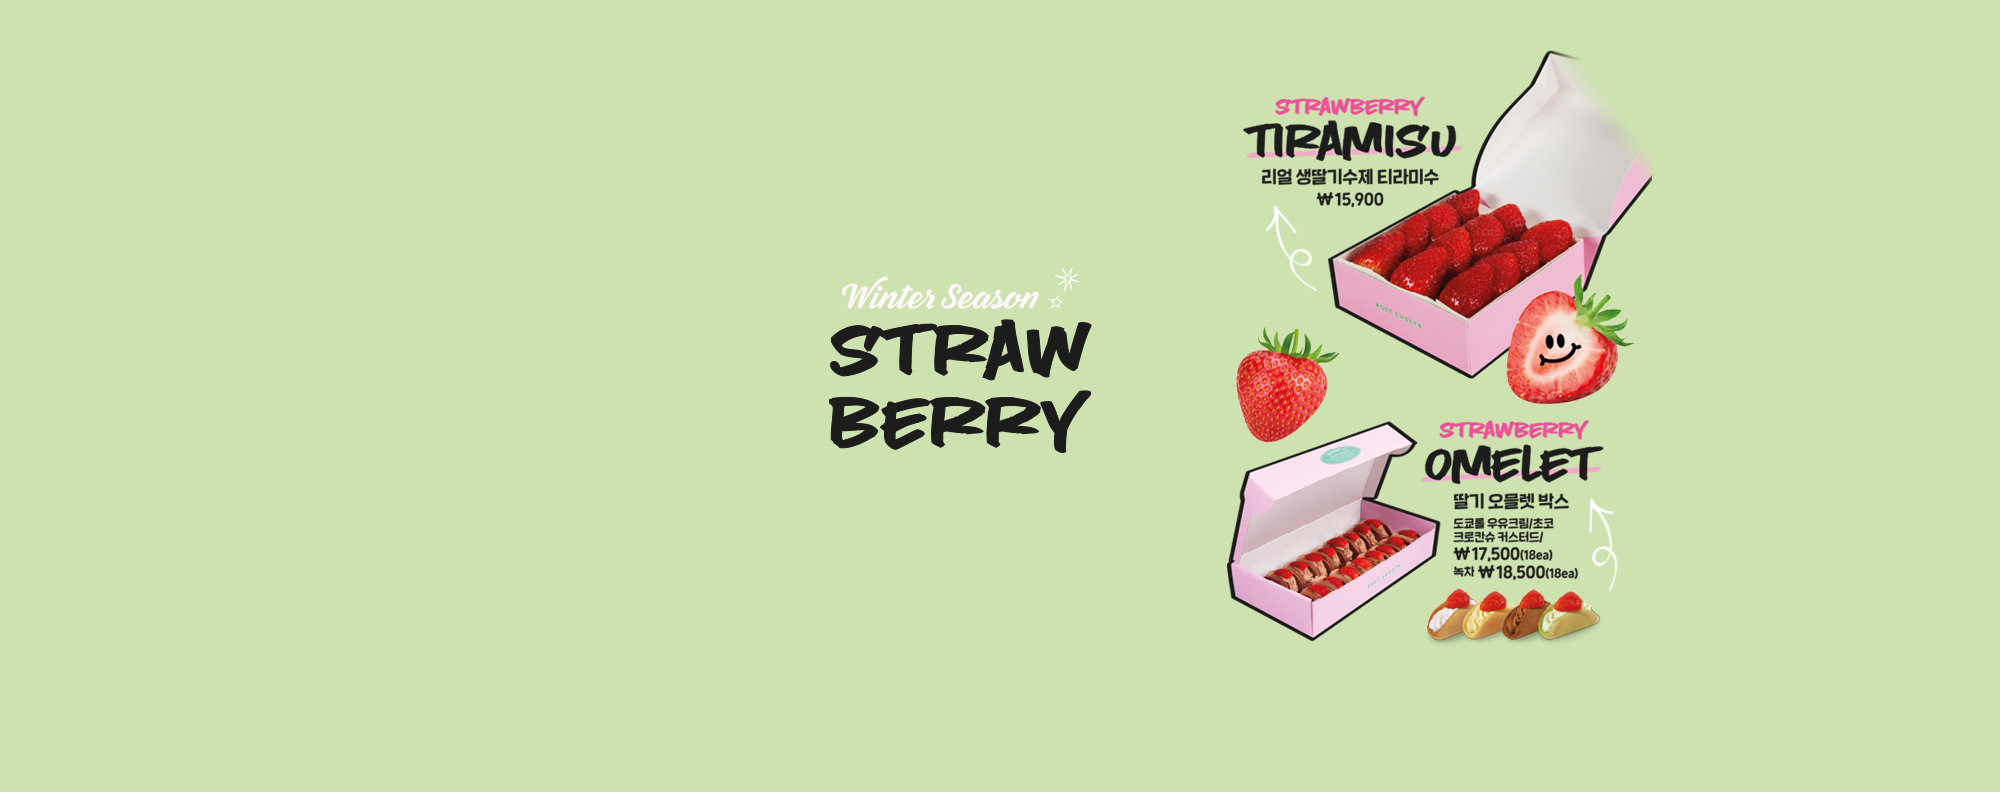 Winter Season
STRAW
BERRY
STRAWBERRY
TIRAMISU
리얼 생딸기수제 티라미수
₩15,900
STRAWBERRY
OMELET
딸기 오믈렛 박스
도쿄롤 우유크림/초코
크로칸슈 커스터드/
₩17,500(18ea)
녹차 ₩18,500(18ea)